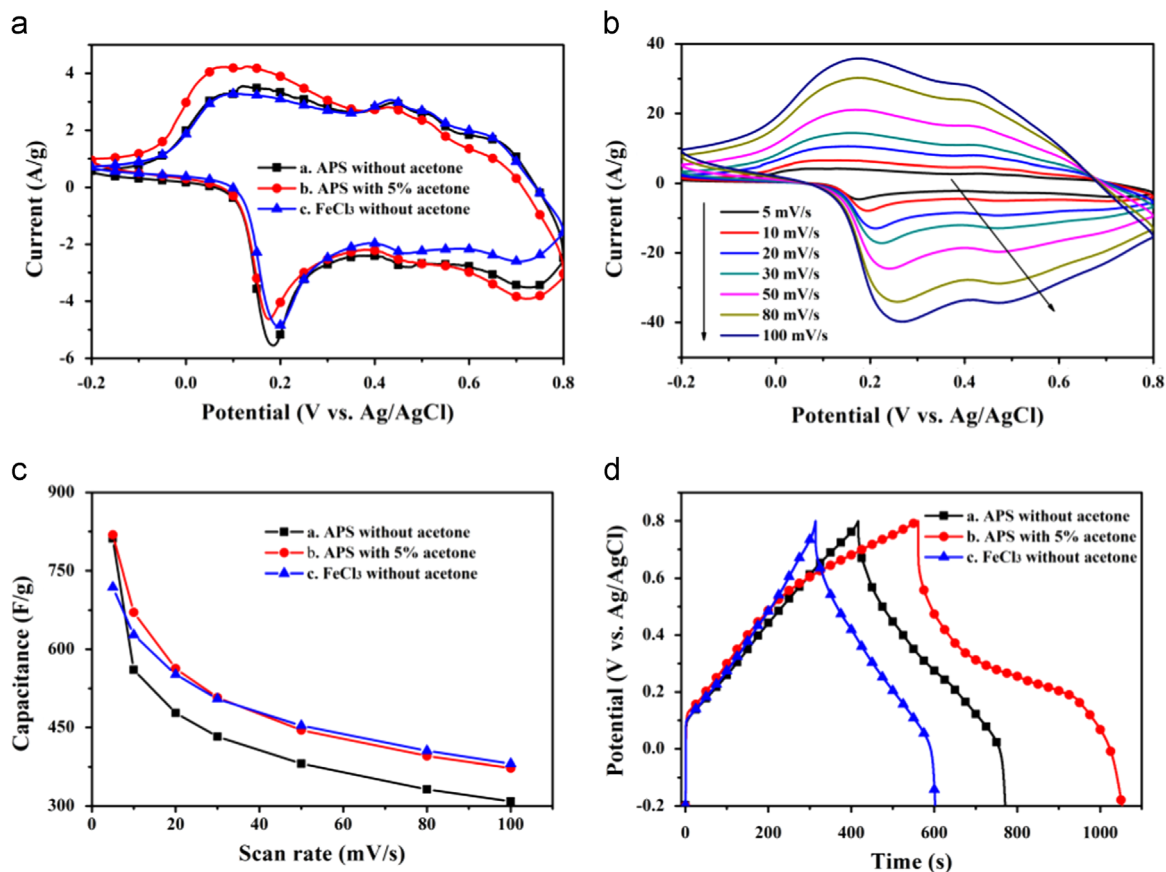 a
4
2
0
-2
-4
-6
Current (A/g)
a. APS without acetone
b. APS with 5% acetone
c. FeCl3 without acetone
-0.2
0.0
0.2
0.4
0.6
0.8
Potential (V vs. Ag/AgCl)
b
40
20
0
-20
-40
Current (A/g)
5 mV/s
10 mV/s
20 mV/s
30 mV/s
50 mV/s
80 mV/s
100 mV/s
-0.2
0.0
0.2
0.4
0.6
0.8
Potential (V vs. Ag/AgCl)
c
900
750
600
450
300
Capacitance (F/g)
a. APS without acetone
b. APS with 5% acetone
c. FeCl3 without acetone
0
20
40
60
80
100
Scan rate (mV/s)
d
0.8
0.6
0.4
0.2
0.0
-0.2
Potential (V vs. Ag/AgCl)
a. APS without acetone
b. APS with 5% acetone
c. FeCl3 without acetone
0
200
400
600
800
1000
Time (s)